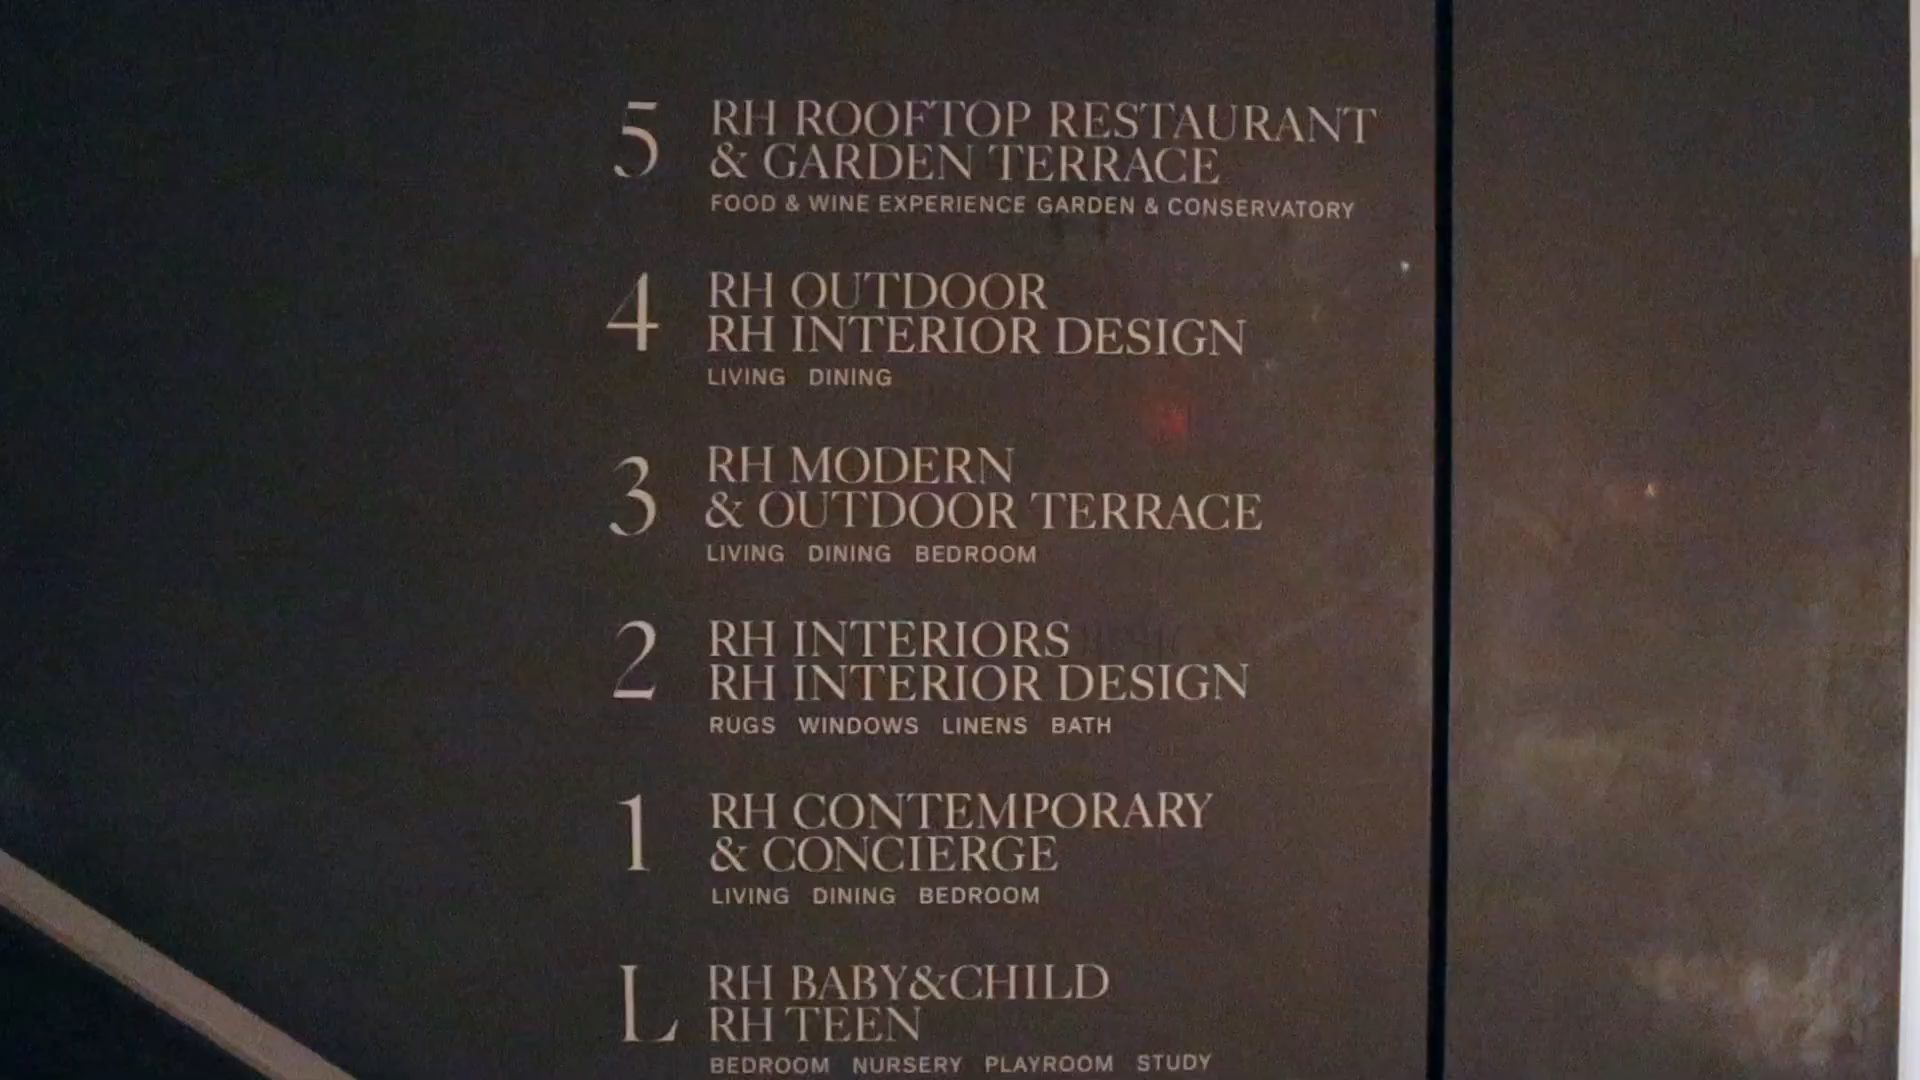 5 RH ROOFTOP RESTAURANT
& GARDEN TERRACE
FOOD & WINE EXPERIENCE GARDEN & CONSERVATORY
4 RH OUTDOOR
RH INTERIOR DESIGN
LIVING DINING
3 RH MODERN
& OUTDOOR TERRACE
LIVING DINING BEDROOM
2 RH INTERIORS
RH INTERIOR DESIGN
RUGS WINDOWS LINENS BATH
1 RH CONTEMPORARY
& CONCIERGE
LIVING DINING BEDROOM
L RH BABY&CHILD
RH TEEN
BEDROOM NURSERY PLAYROOM STUDY